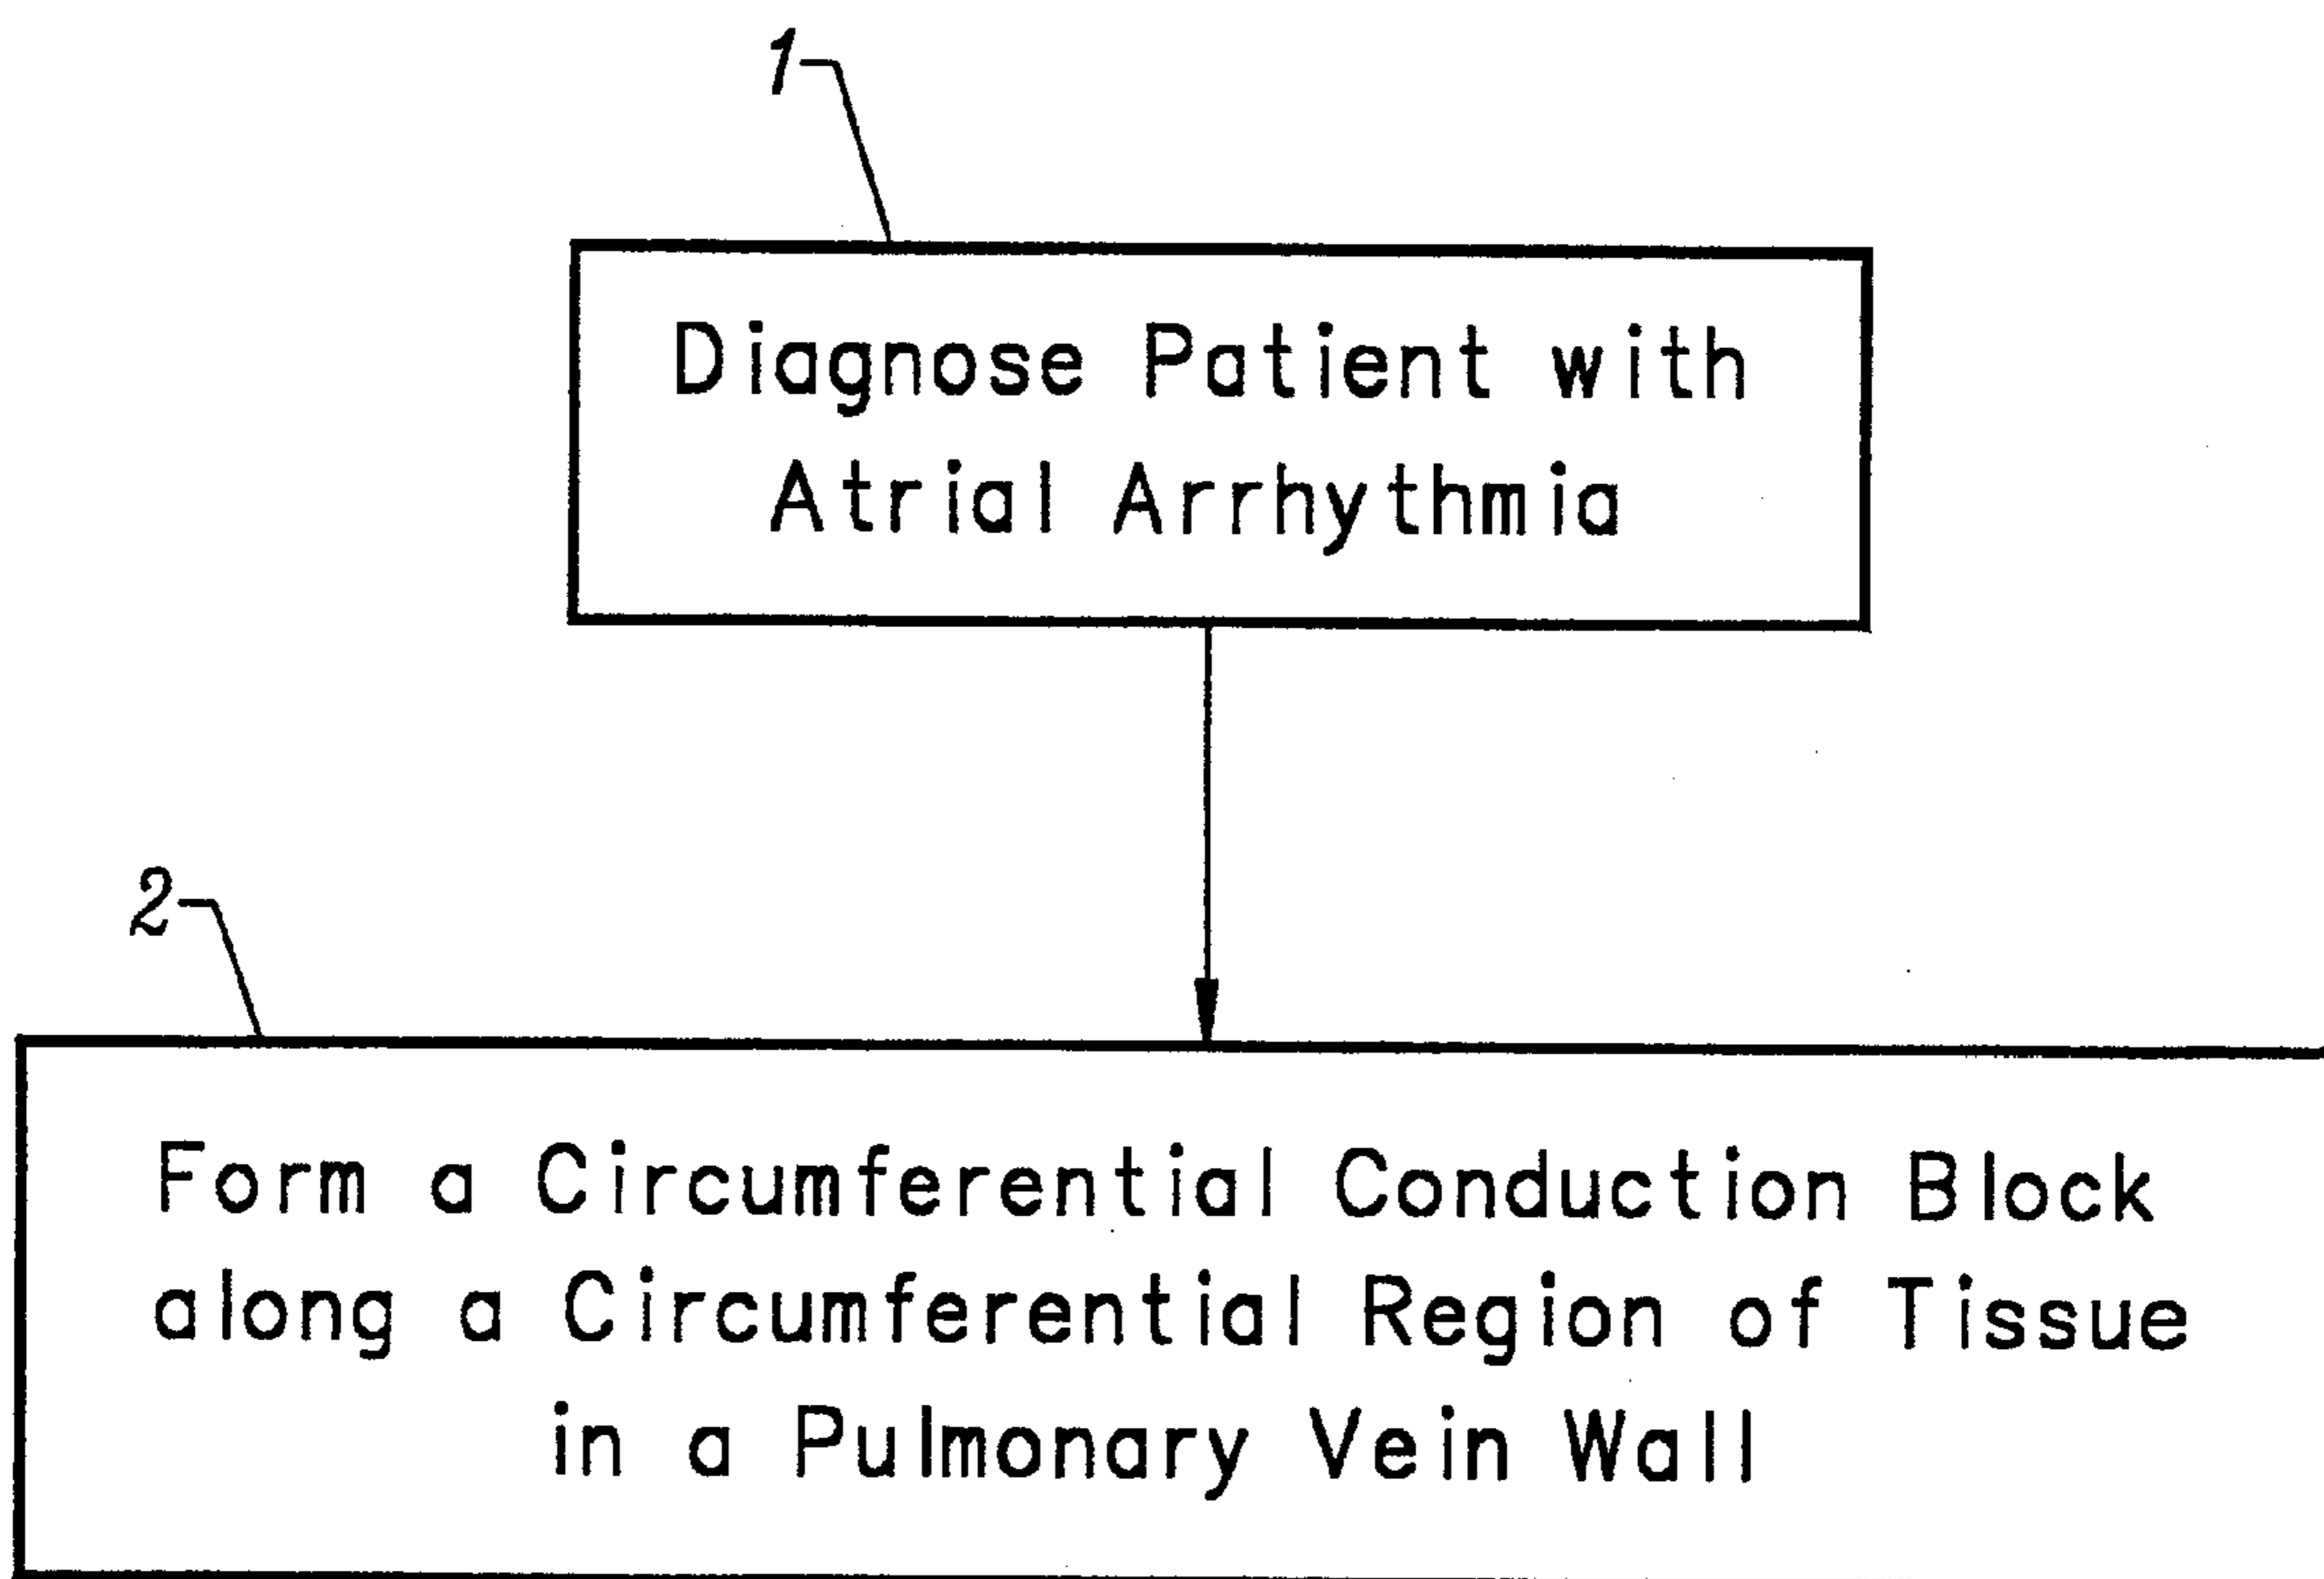 1
Diagnose Patient with
Atrial Arrhythmia
2
Form a Circumferential Conduction Block
along a Circumferential Region of Tissue
in a Pulmonary Vein Wall